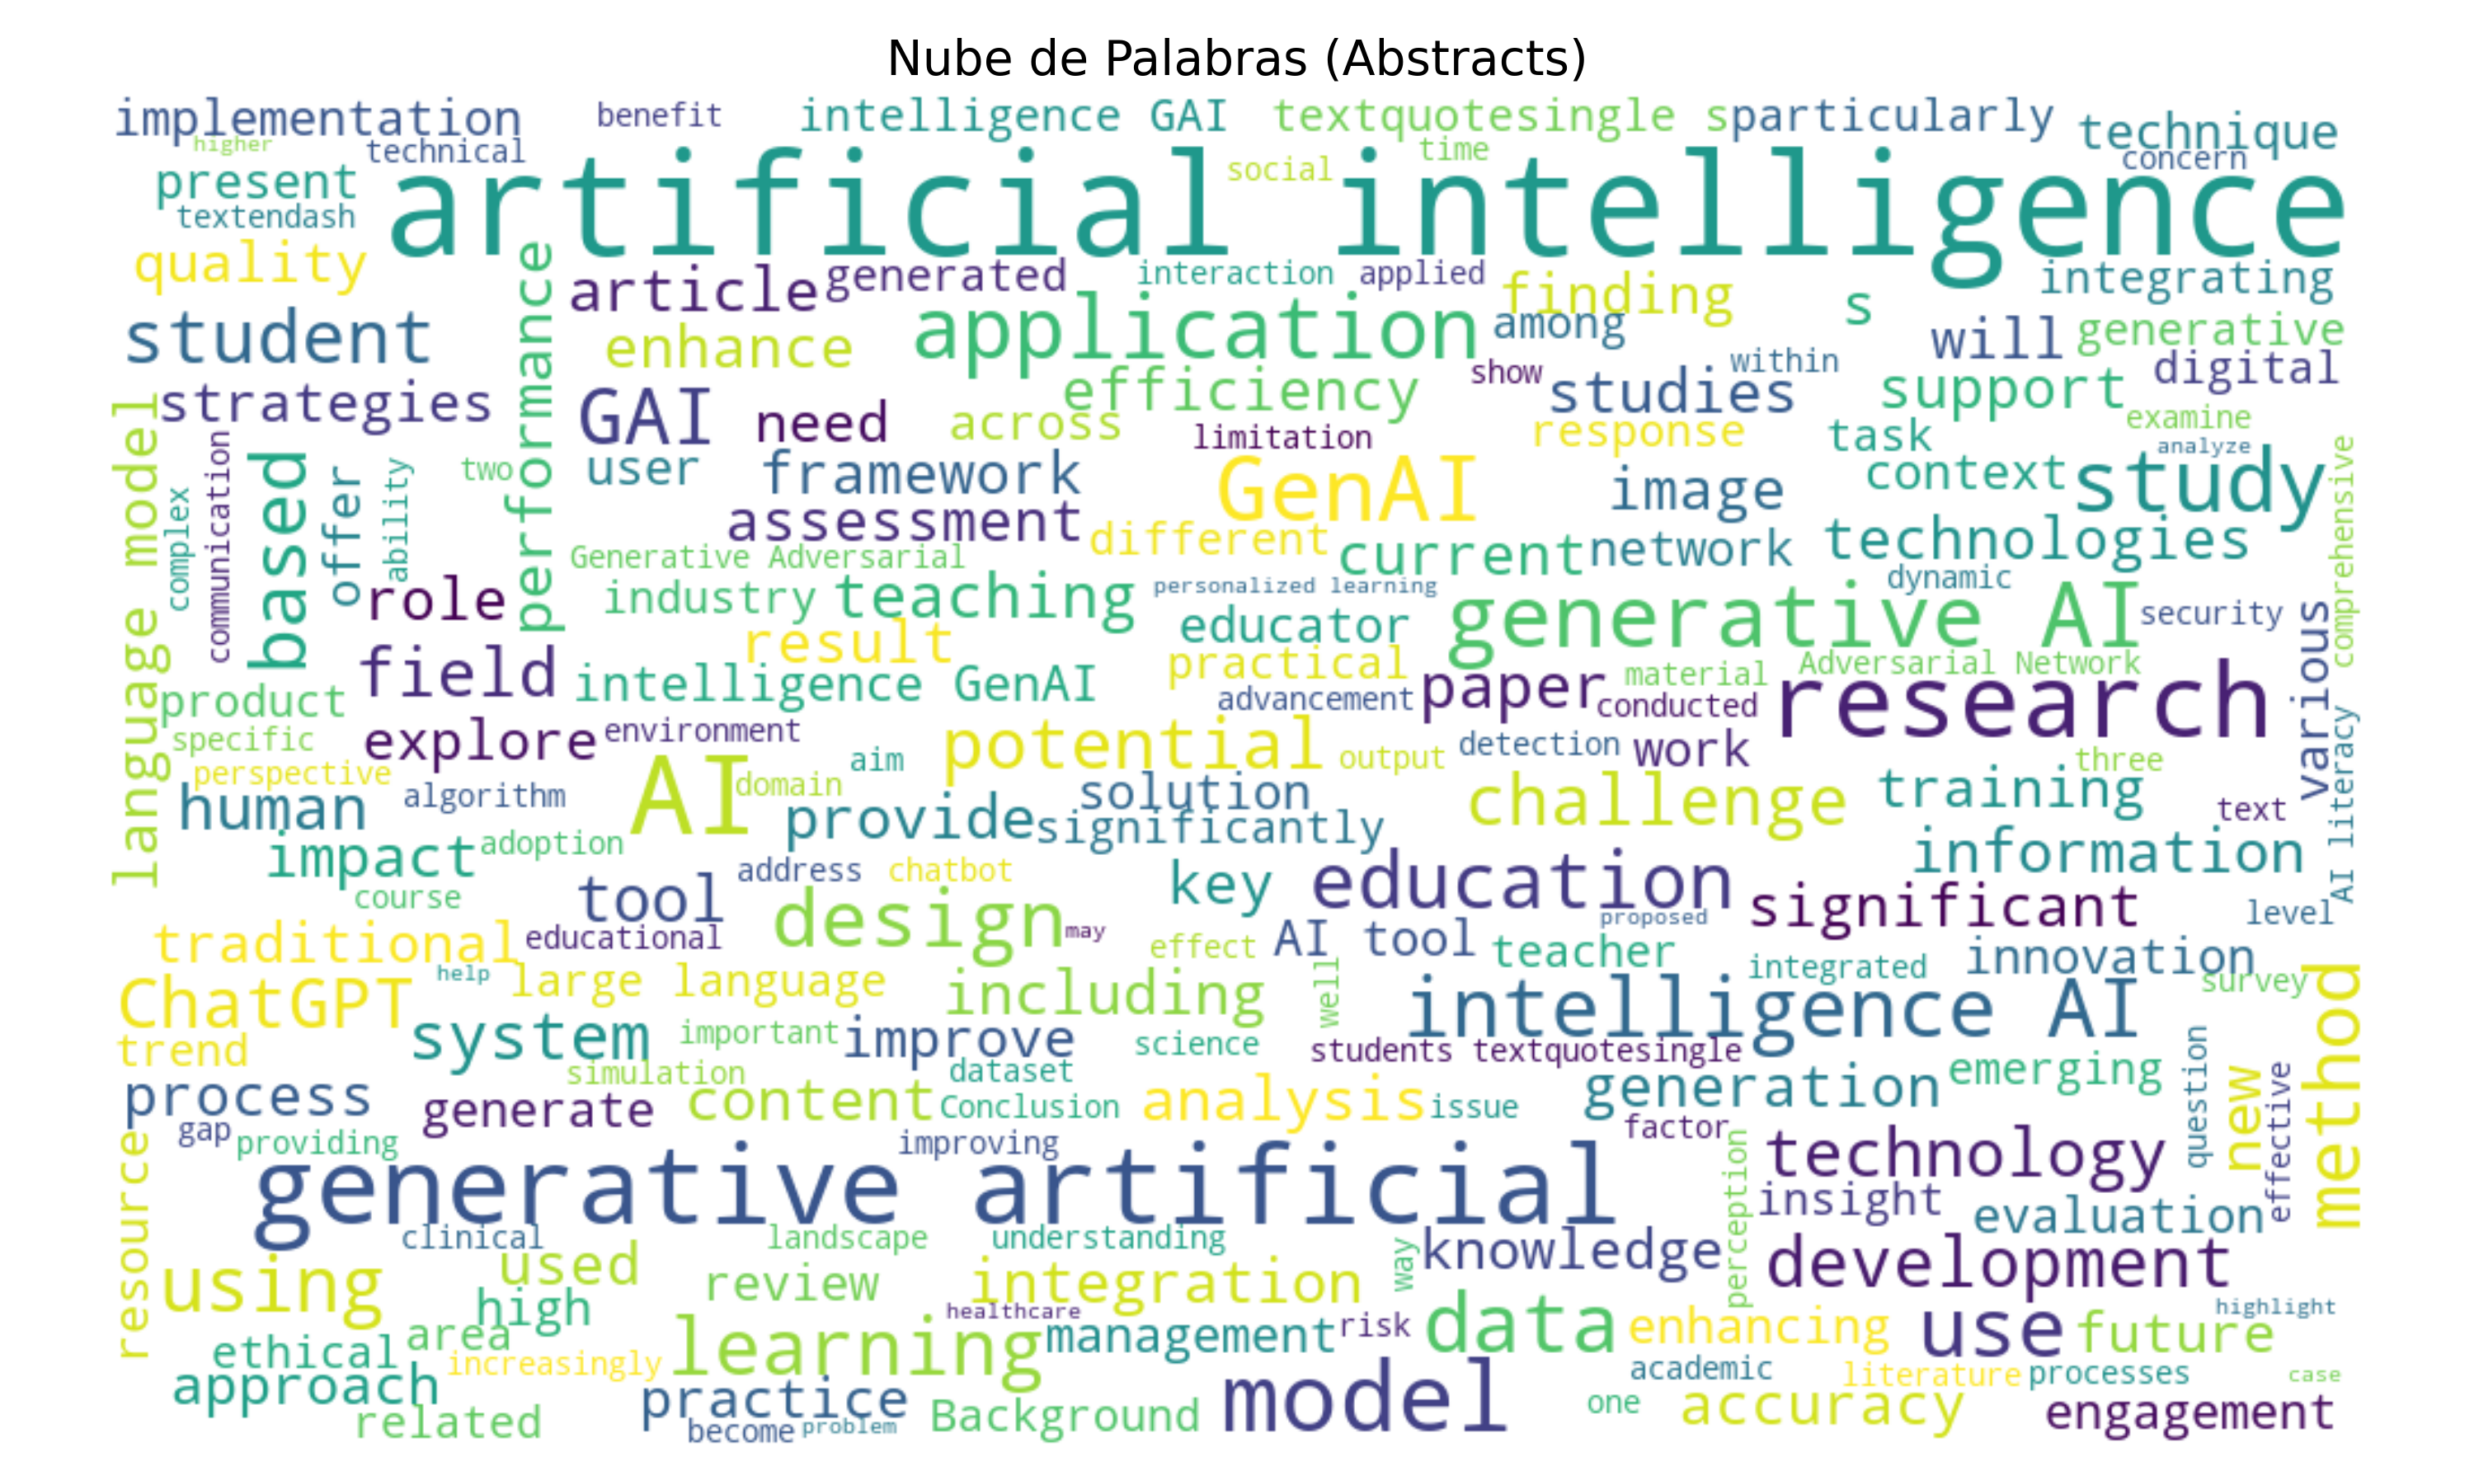 Nube de Palabras (Abstracts)
implementation benefit intelligence GAI textquotesingle s particularly technique
higher technical time concern
present social
artificial intelligence
textendash
quality article generated interaction applied finding integrating
student enhance application among s will generative
performance show within digital
strategies GAI need across efficiency studies support
limitation response task examine
language model communication based offer ability two user framework GenAI image context study analyze
complex assessment comprehensive
different current network technologies
Generative Adversarial
role industry teaching personalized learning dynamic
educator generative AI security
result practical various
field intelligence GenAI material Adversarial Network
product advancement paper conducted research
explore environment potential
specific aim output detection work three
perspective AI domain solution
human algorithm provide challenge training text AI literacy
significantly
impact adoption information
address chatbot key education
course tool design significant level
may proposed
traditional educational effect AI tool teacher innovation
help large language well integrated survey
ChatGPT including intelligence AI method
system important improve science
trend students textquotesingle question
simulation dataset emerging
process generate content Conclusion analysis issue generation new effective
gap providing improving factor
resource generative artificial perception technology
insight evaluation
clinical landscape understanding way knowledge
using used review integration development
high healthcare data highlight
area learning management risk enhancing use future
ethical increasingly
approach academic literature processes case
practice Background model one accuracy engagement
related become problem